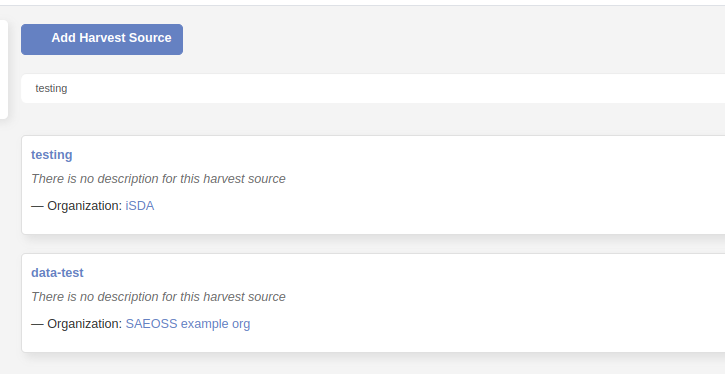 Add Harvest Source
testing
testing
There is no description for this harvest source
— Organization: iSDA
data-test
There is no description for this harvest source
— Organization: SAEOSS example org